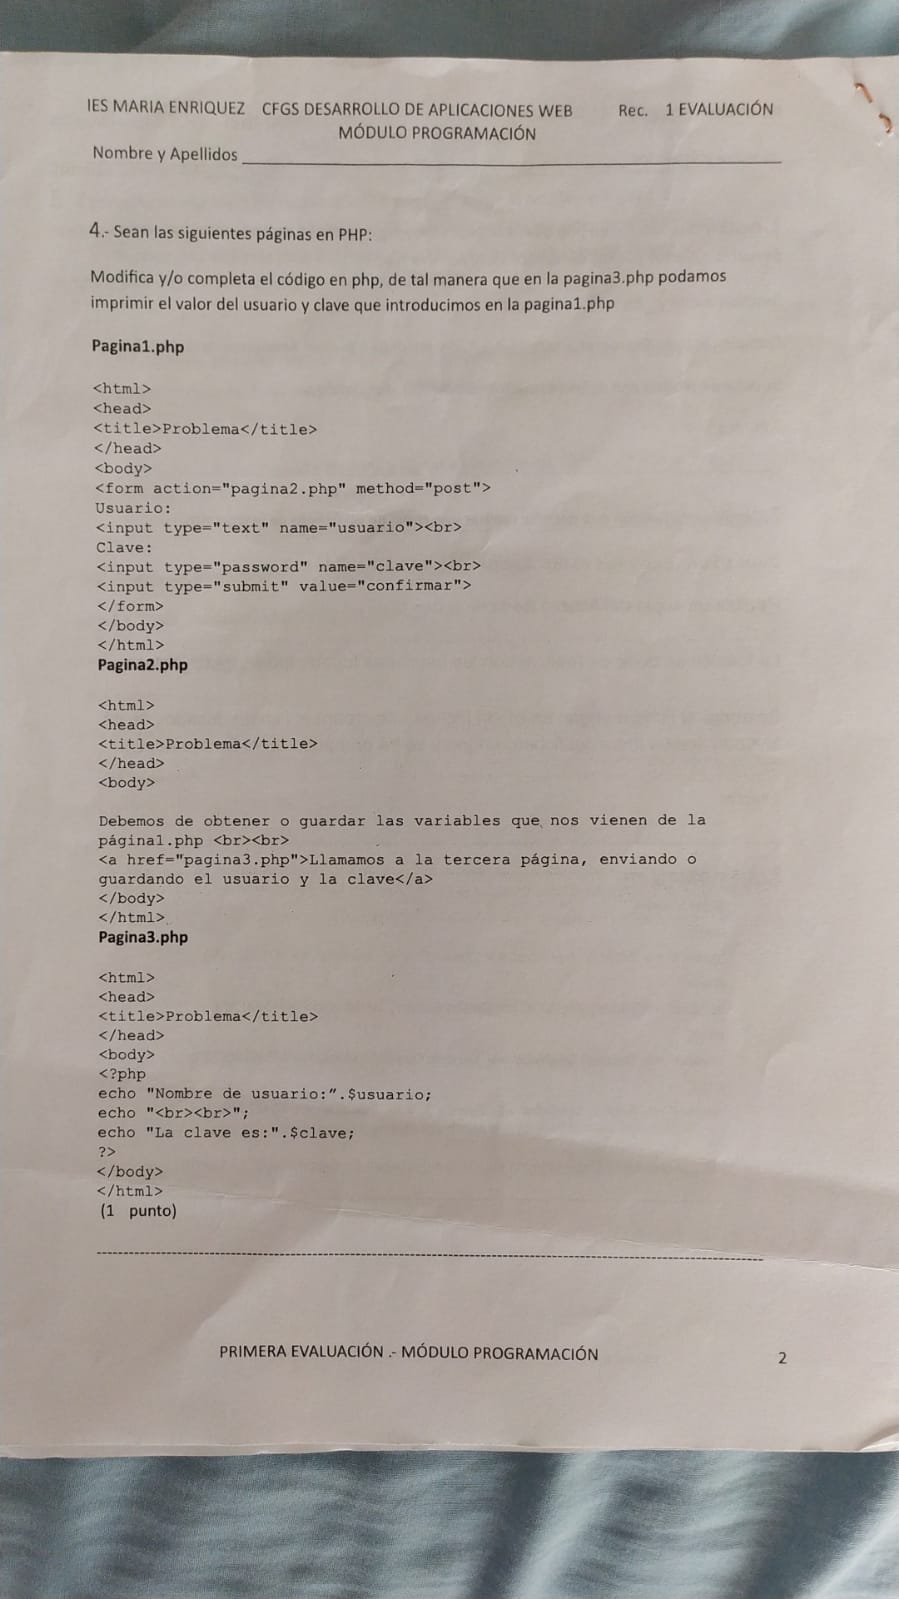 IES MARIA ENRIQUEZ CFGS DESARROLLO DE APLICACIONES WEB Rec. 1 EVALUACIÓN
MÓDULO PROGRAMACIÓN
Nombre y Apellidos
4.- Sean las siguientes páginas en PHP:
Modifica y/o completa el código en php, de tal manera que en la pagina3.php podamos
imprimir el valor del usuario y clave que introducimos en la pagina1.php
Pagina1.php
<html>
<head>
<title>Problema</title>
</head>
<body>
<form action="pagina2.php" method="post">
Usuario:
<input type="text" name="usuario"><br>
Clave:
<input type="password" name="clave"><br>
<input type="submit" value="confirmar">
</form>
</body>
</html>
Pagina2.php
<html>
<head>
<title>Problema</title>
</head>
<body>
Debemos de obtener o guardar las variables que nos vienen de la
página1.php <br><br>
<a href="pagina3.php">Llamamos a la tercera página, enviando o
guardando el usuario y la clave</a>
</body>
</html>
Pagina3.php
<html>
<head>
<title>Problema</title>
</head>
<body>
<?php
echo "Nombre de usuario:”.$usuario;
echo "<br><br>";
echo "La clave es:".$clave;
?>
</body>
</html>
(1 punto)
PRIMERA EVALUACIÓN .- MÓDULO PROGRAMACIÓN 2